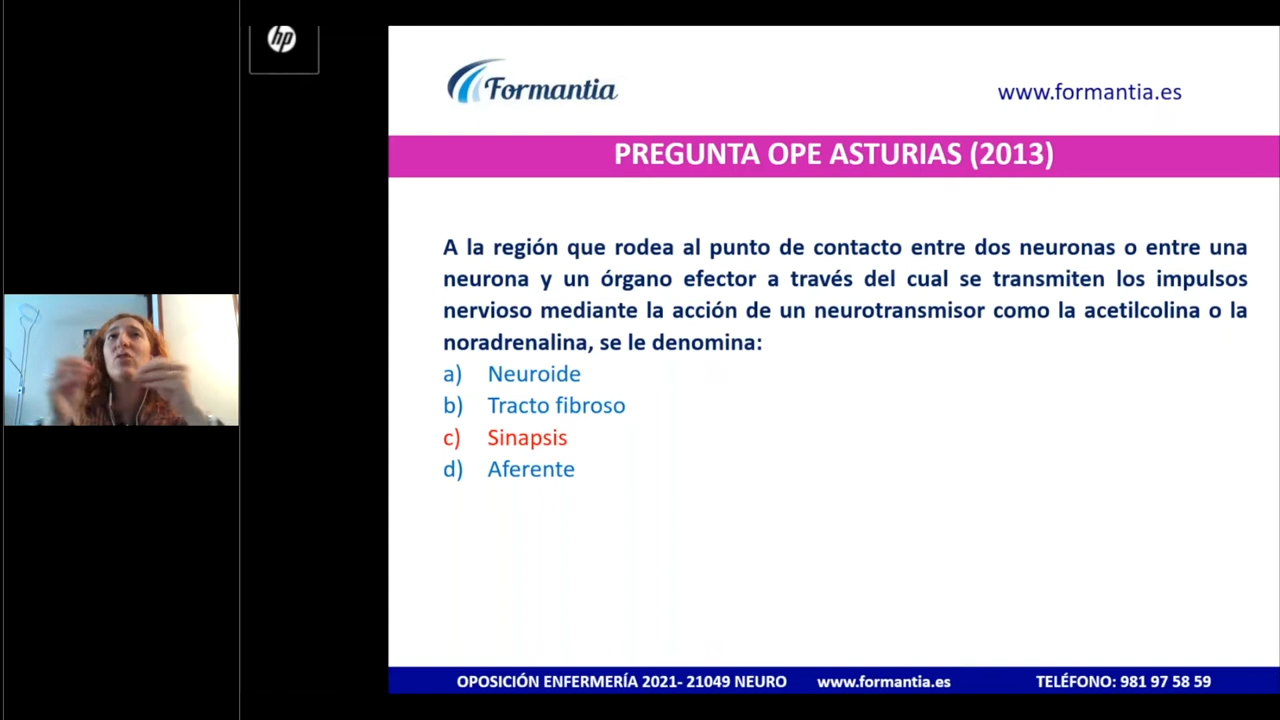 hp
Formantia
www.formantia.es
PREGUNTA OPE ASTURIAS (2013)
A la región que rodea al punto de contacto entre dos neuronas o entre una
neurona y un órgano efector a través del cual se transmiten los impulsos
nervioso mediante la acción de un neurotransmisor como la acetilcolina o la
noradrenalina, se le denomina:
a) Neuroide
b) Tracto fibroso
c) Sinapsis
d) Aferente
OPOSICIÓN ENFERMERÍA 2021- 21049 NEURO www.formantia.es TELÉFONO: 981 97 58 59